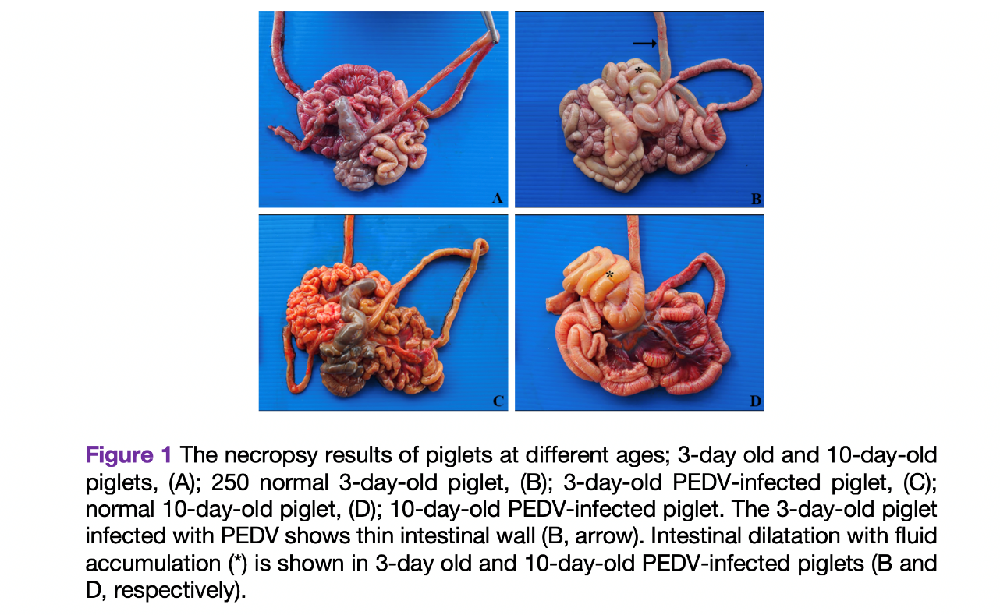 A
* B
C
* D
Figure 1 The necropsy results of piglets at different ages; 3-day old and 10-day-old
piglets, (A); 250 normal 3-day-old piglet, (B); 3-day-old PEDV-infected piglet, (C);
normal 10-day-old piglet, (D); 10-day-old PEDV-infected piglet. The 3-day-old piglet
infected with PEDV shows thin intestinal wall (B, arrow). Intestinal dilatation with fluid
accumulation (*) is shown in 3-day old and 10-day-old PEDV-infected piglets (B and
D, respectively).